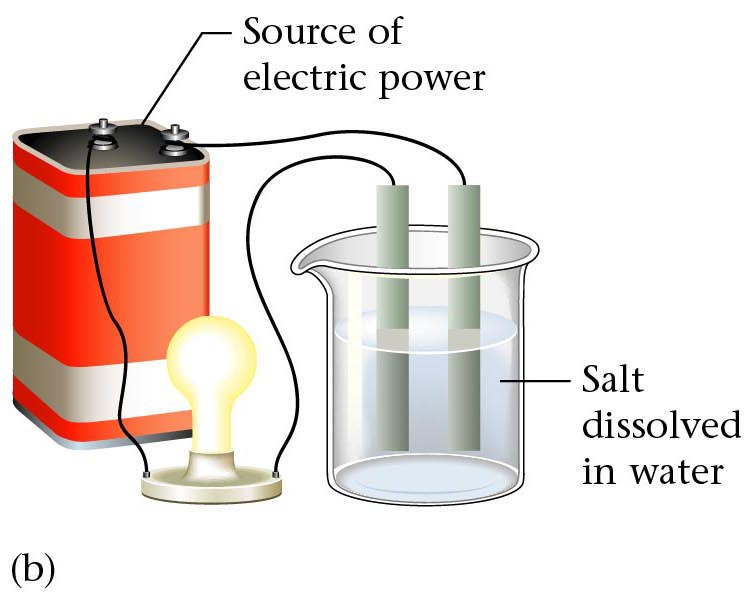 Source of
electric power
Salt
dissolved
in water
(b)